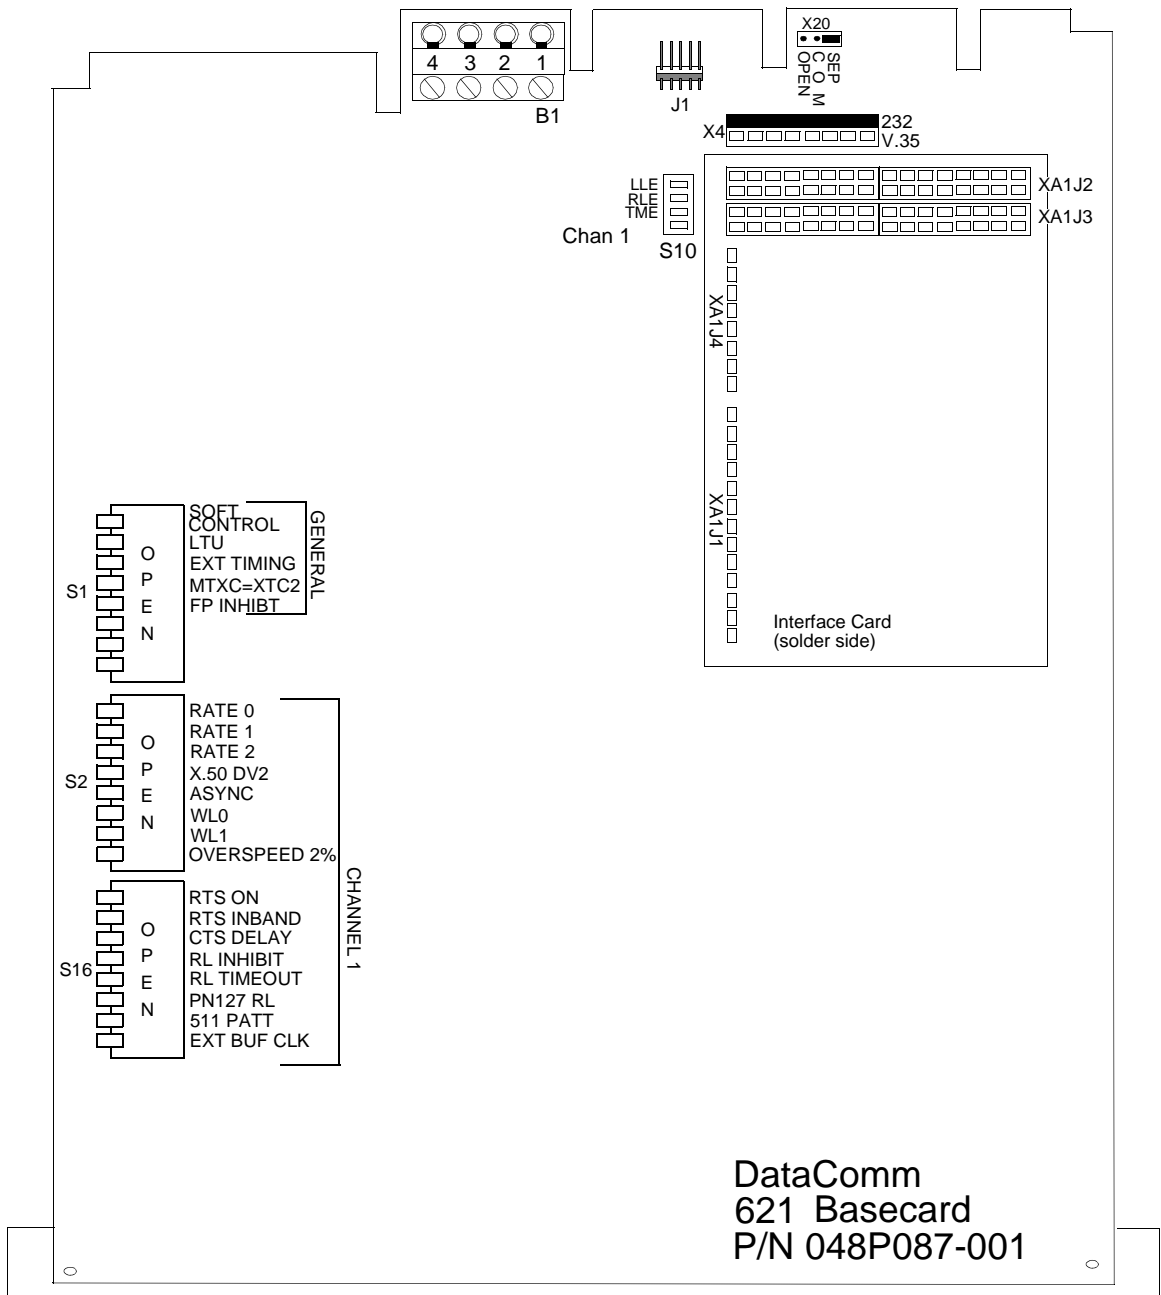 X20
SEP
C O M
OPEN
4 3 2 1
B1
J1
X4
232
V.35
LLE
RLE
TME
Chan 1
S10
XA1J2
XA1J3
XA1J4
XA1J1
Interface Card
(solder side)
S1
O
P
E
N
SOFT
CONTROL
LTU
EXT TIMING
MTXC=XTC2
FP INHIBT
GENERAL
S2
O
P
E
N
RATE 0
RATE 1
RATE 2
X.50 DV2
ASYNC
WL0
WL1
OVERSPEED 2%
CHANNEL 1
S16
O
P
E
N
RTS ON
RTS INBAND
CTS DELAY
RL INHIBIT
RL TIMEOUT
PN127 RL
511 PATT
EXT BUF CLK
DataComm
621 Basecard
P/N 048P087-001